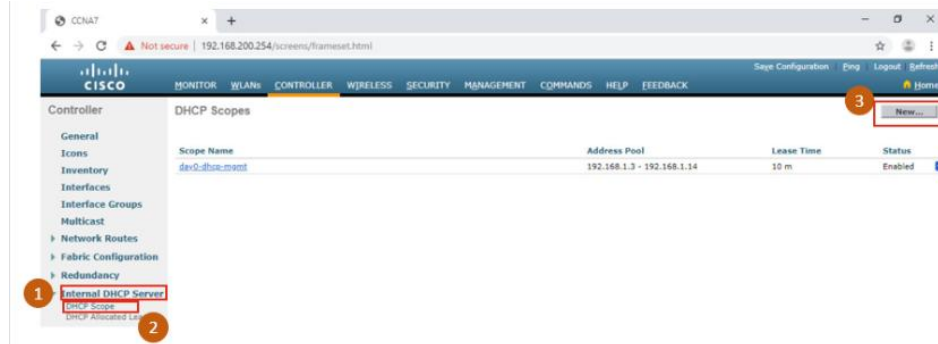 CCNA7
Not secure | 192.168.200.254/screens/frameset.html
Save Configuration Ping Logout Refresh
CISCO MONITOR WLANs CONTROLLER WIRELESS SECURITY MANAGEMENT COMMANDS HELP FEEDBACK Home
Controller
DHCP Scopes
3
New...
General
Icons
Scope Name Address Pool Lease Time Status
Inventory
day0-dhcp-mgmt 192.168.1.3 - 192.168.1.14 10 m Enabled
Interfaces
Interface Groups
Multicast
Network Routes
Fabric Configuration
Redundancy
1 Internal DHCP Server
DHCP Scope
DHCP Allocated
2